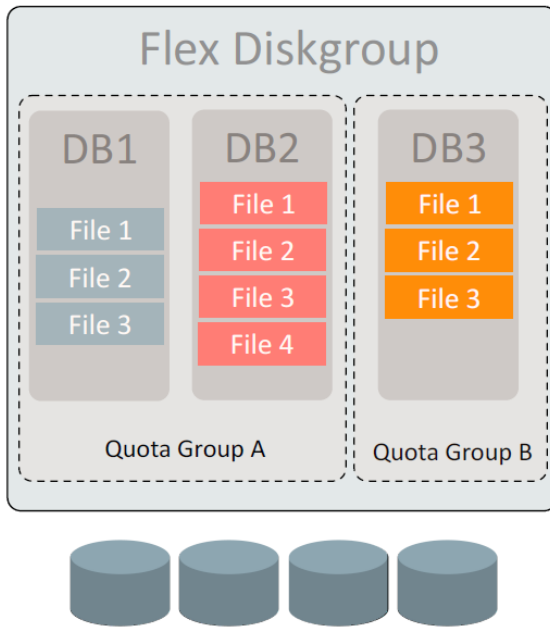 Flex Diskgroup
DB1
File 1
File 2
File 3
DB2
File 1
File 2
File 3
File 4
Quota Group A
DB3
File 1
File 2
File 3
Quota Group B